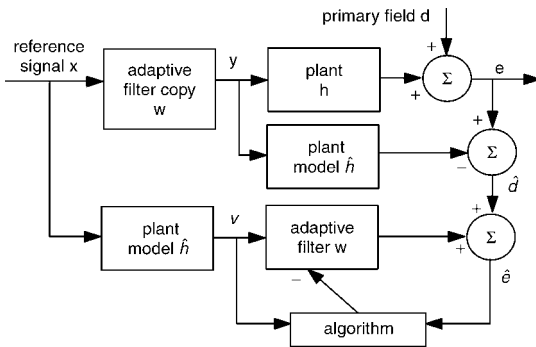 primary field d
reference
signal x
adaptive
filter copy
w
y
plant
h
+
+
Σ
e
plant
model ĥ
+
−
Σ
d̂
plant
model ĥ
v
adaptive
filter w
+
+
Σ
ê
−
algorithm